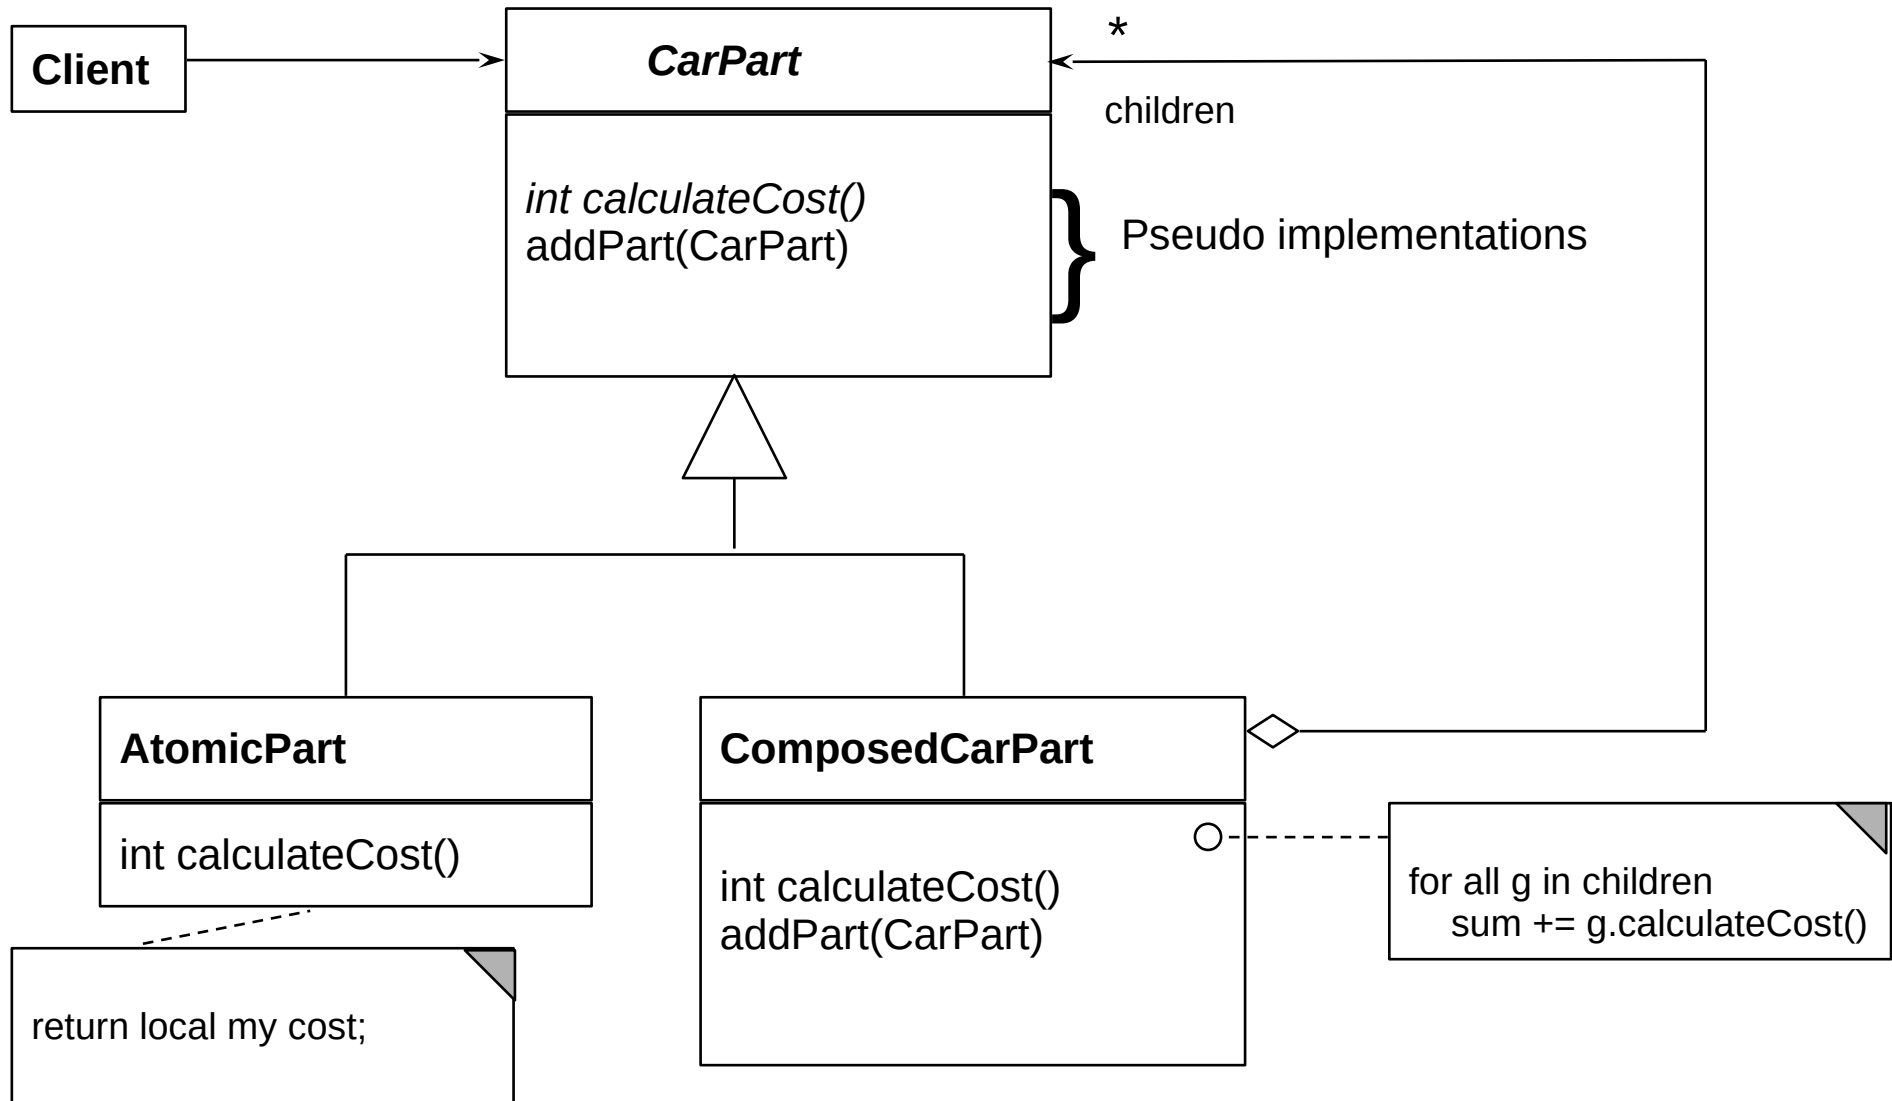 Client
CarPart
*
children
int calculateCost()
addPart(CarPart)
} Pseudo implementations
AtomicPart
int calculateCost()
return local my cost;
ComposedCarPart
int calculateCost()
addPart(CarPart)
for all g in children
sum += g.calculateCost()